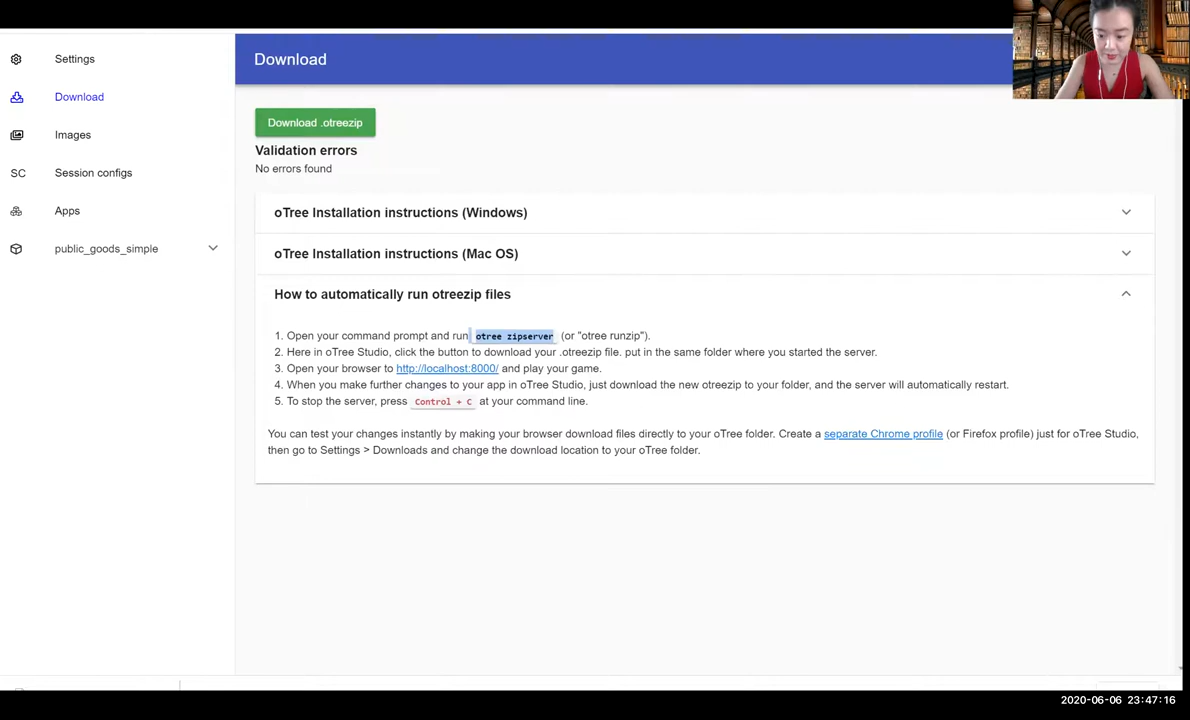 Settings
Download
Images
SC Session configs
Apps
public_goods_simple
Download
Download .otreezip
Validation errors
No errors found
oTree Installation instructions (Windows)
oTree Installation instructions (Mac OS)
How to automatically run otreezip files
1. Open your command prompt and run otree zipserver (or "otree runzip").
2. Here in oTree Studio, click the button to download your .otreezip file. put in the same folder where you started the server.
3. Open your browser to http://localhost:8000/ and play your game.
4. When you make further changes to your app in oTree Studio, just download the new otreezip to your folder, and the server will automatically restart.
5. To stop the server, press Control + C at your command line.
You can test your changes instantly by making your browser download files directly to your oTree folder. Create a separate Chrome profile (or Firefox profile) just for oTree Studio,
then go to Settings > Downloads and change the download location to your oTree folder.
2020-06-06 23:47:16